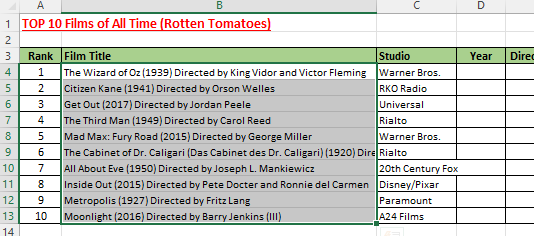 A B C D
1 TOP 10 Films of All Time (Rotten Tomatoes)
2
3 Rank Film Title Studio Year Direc
4 1 The Wizard of Oz (1939) Directed by King Vidor and Victor Fleming Warner Bros.
5 2 Citizen Kane (1941) Directed by Orson Welles RKO Radio
6 3 Get Out (2017) Directed by Jordan Peele Universal
7 4 The Third Man (1949) Directed by Carol Reed Rialto
8 5 Mad Max: Fury Road (2015) Directed by George Miller Warner Bros.
9 6 The Cabinet of Dr. Caligari (Das Cabinet des Dr. Caligari) (1920) Dire Rialto
10 7 All About Eve (1950) Directed by Joseph L. Mankiewicz 20th Century Fox
11 8 Inside Out (2015) Directed by Pete Docter and Ronnie del Carmen Disney/Pixar
12 9 Metropolis (1927) Directed by Fritz Lang Paramount
13 10 Moonlight (2016) Directed by Barry Jenkins (III) A24 Films
14